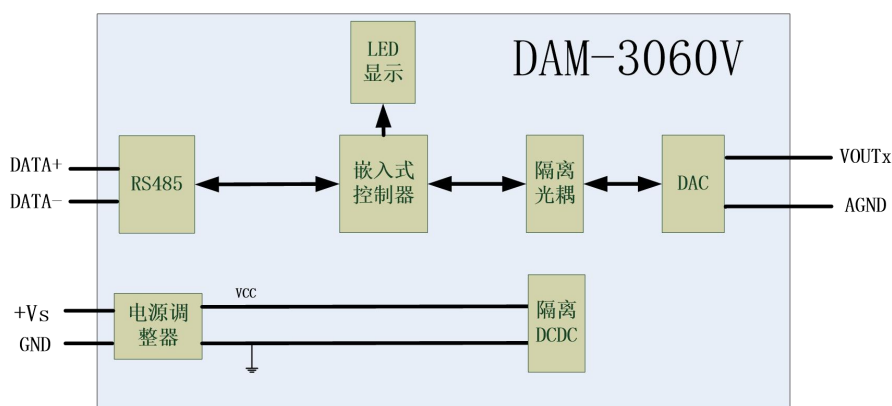 LED
显示
DAM-3060V
DATA+
DATA-
RS485
嵌入式
控制器
隔离
光耦
DAC
VOUTx
AGND
+Vs
GND
电源调
整器
VCC
隔离
DCDC